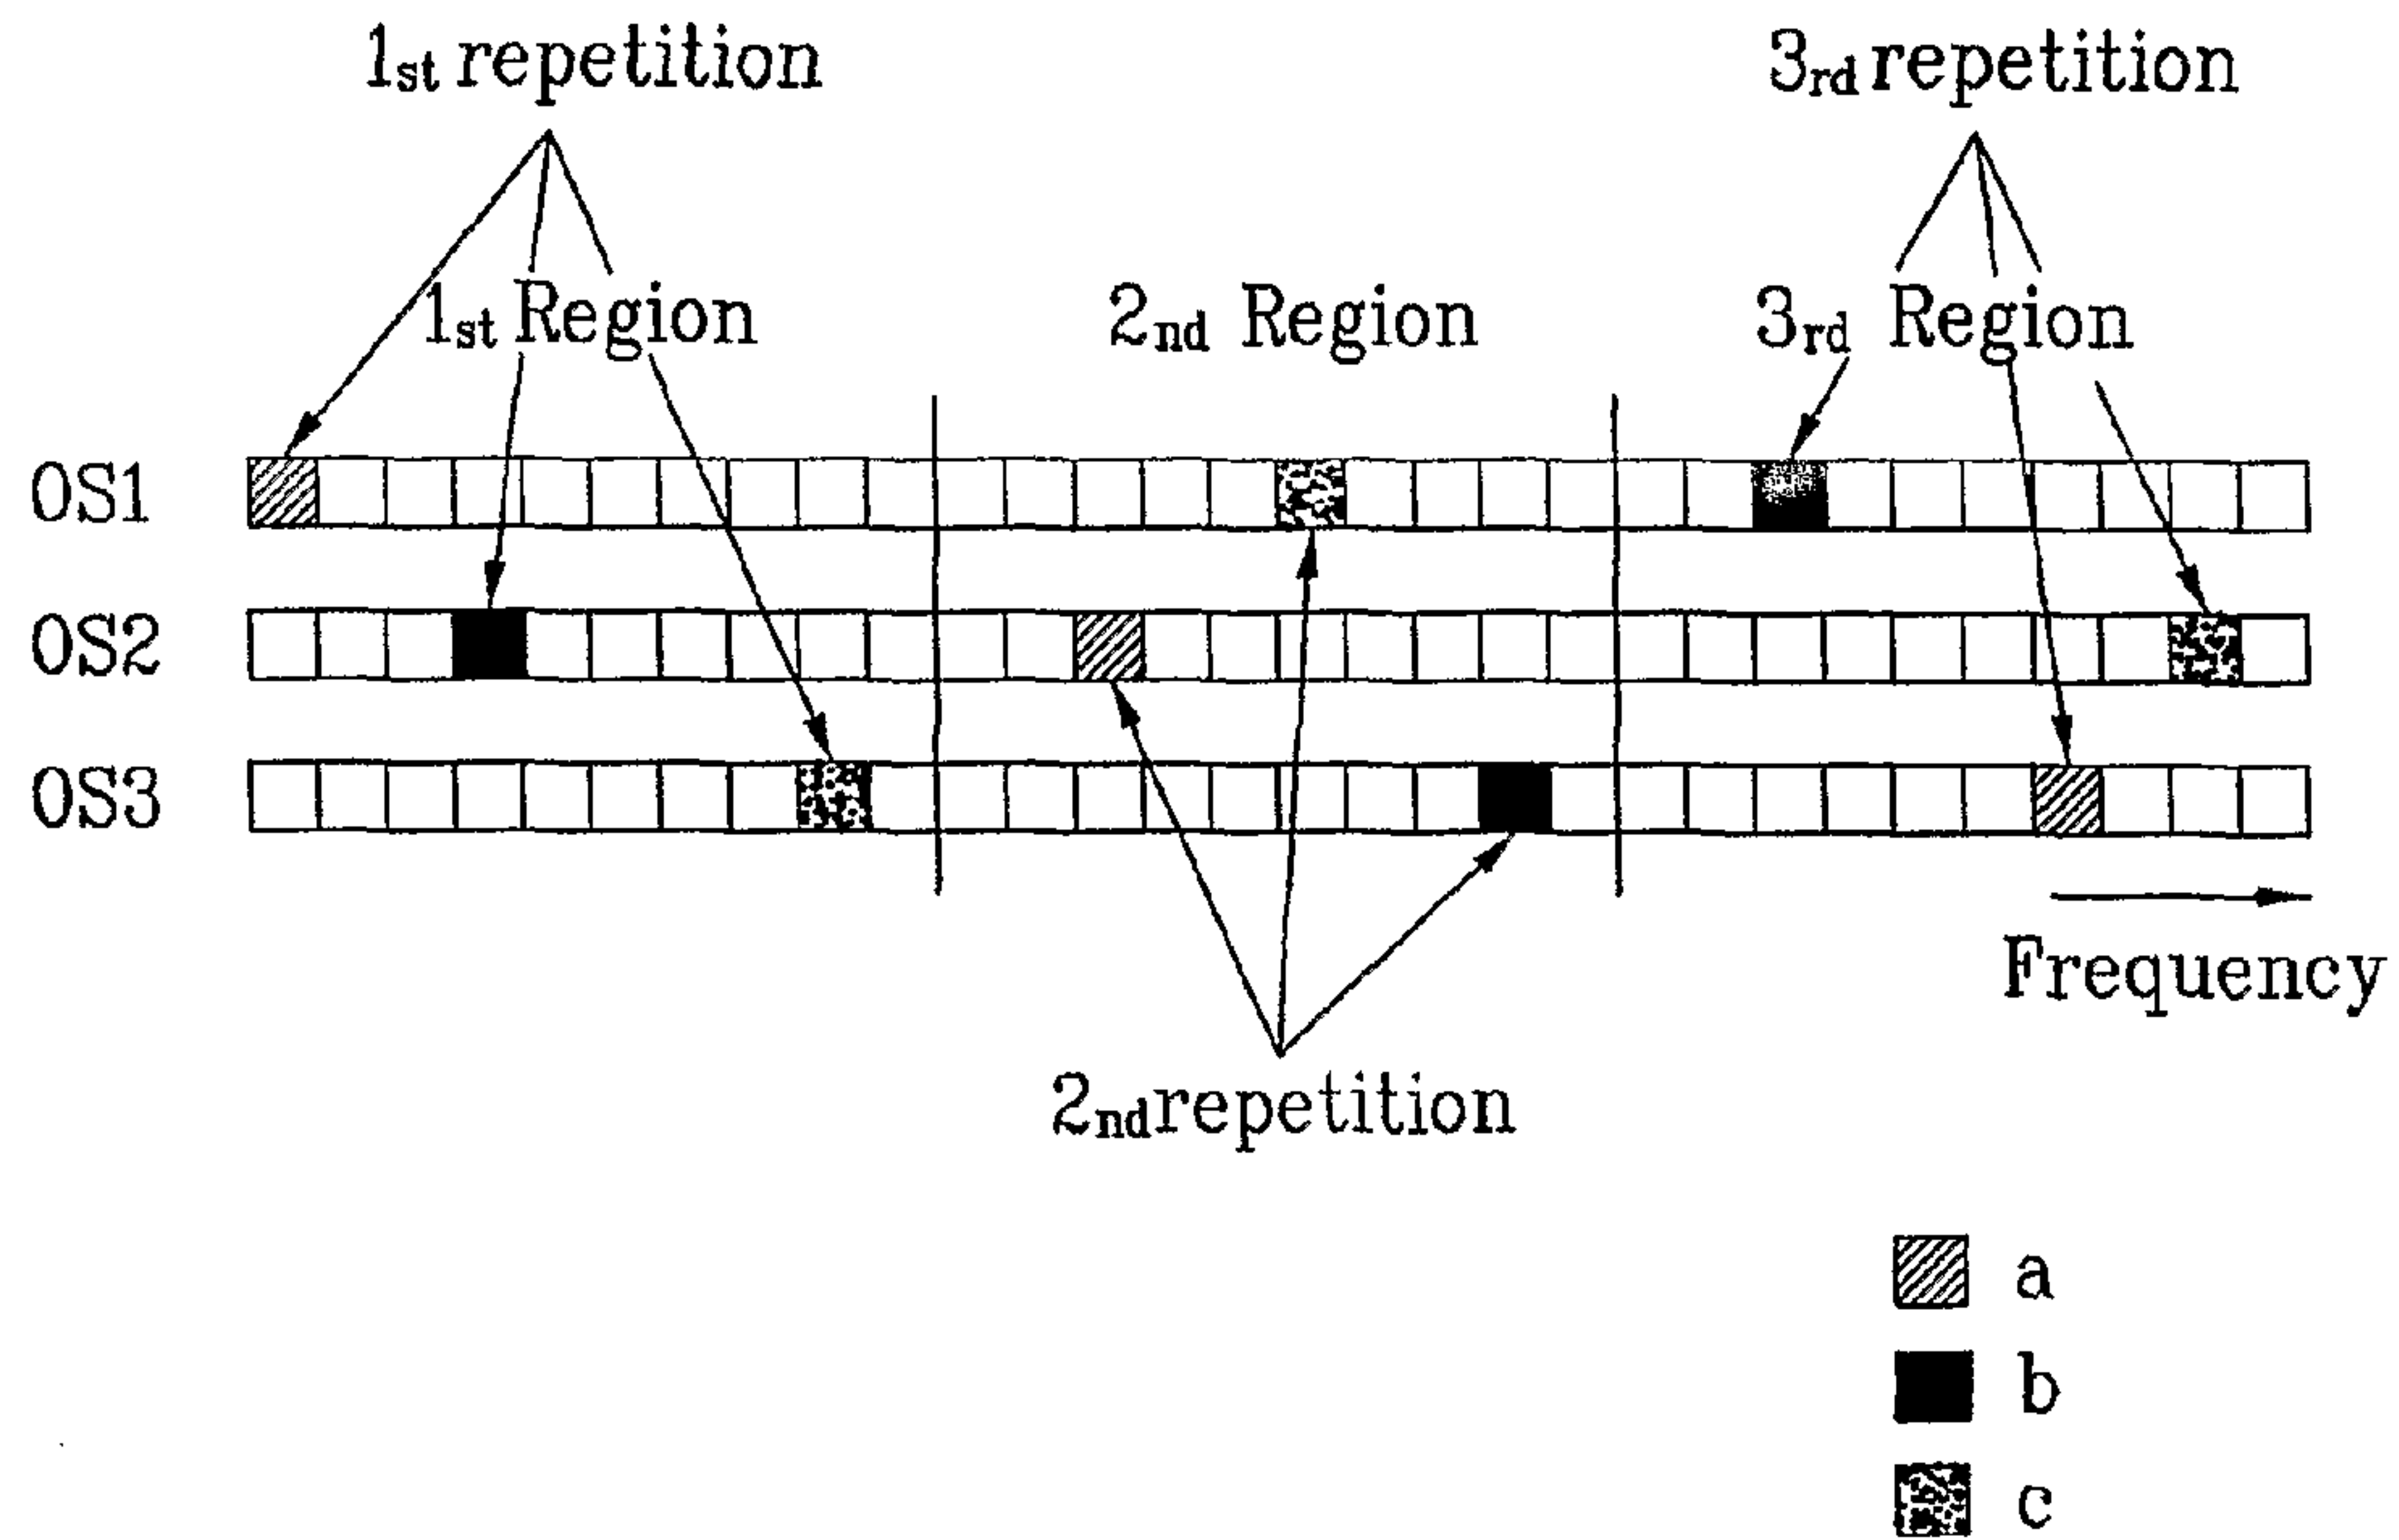 1st repetition
3rd repetition
1st Region
2nd Region
3rd Region
OS1
OS2
OS3
Frequency
2nd repetition
a
b
c